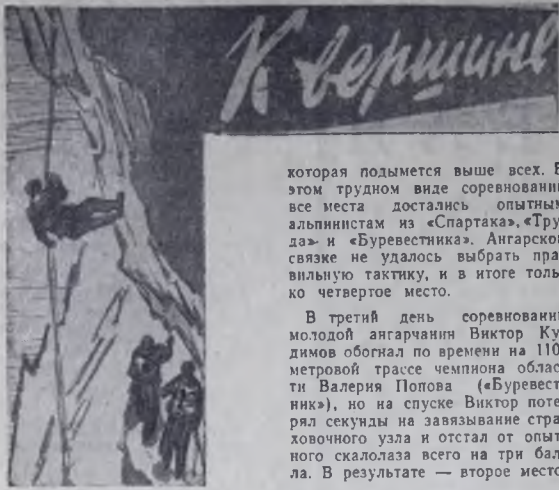 К вершине
которая подымется выше всех. В
этом трудном виде соревнований
все места достались опытным
альпинистам из «Спартака», «Тру
да» и «Буревестника». Ангарской
связке не удалось выбрать пра
вильную тактику, и в итоге толь
ко четвертое место.
В третий день соревнований
молодой ангарчанин Виктор Ку
димов обогнал по времени на 110
метровой трассе чемпиона облас
ти Валерия Попова («Буревест
ник»), но на спуске Виктор поте
рял секунды на завязывание стра
ховочного узла и отстал от опыт
ного скалолаза всего на три бал
ла. В результате — второе место